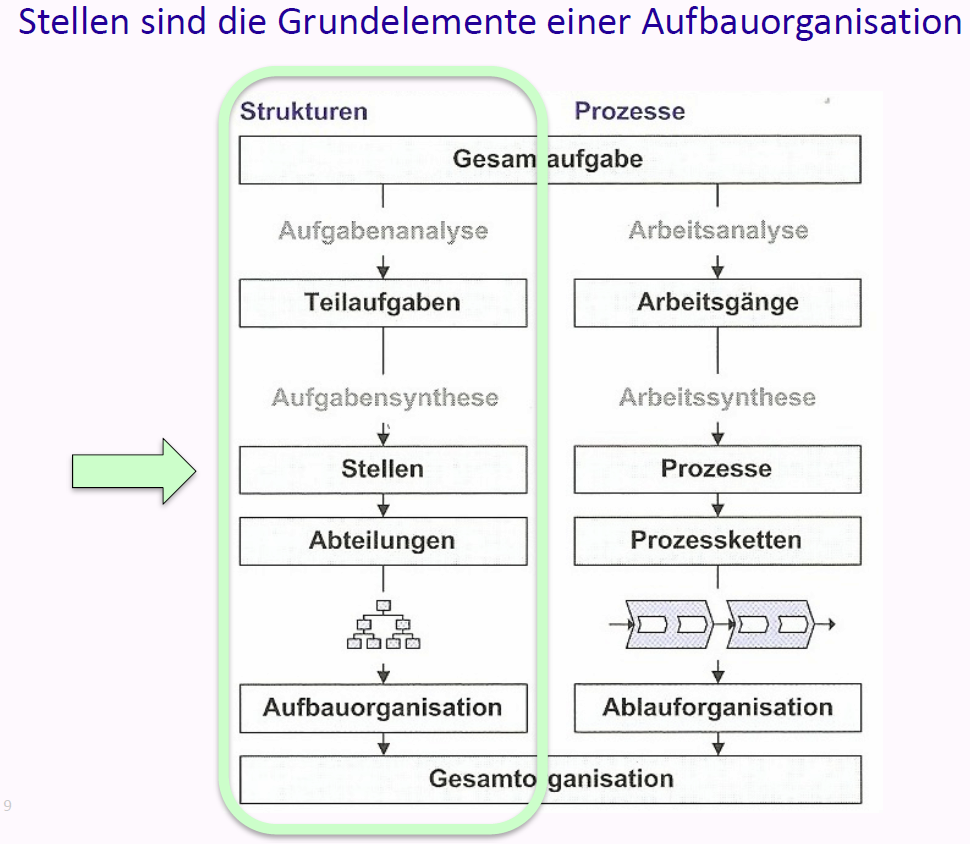 Stellen sind die Grundelemente einer Aufbauorganisation
Strukturen
Prozesse
Gesamtaufgabe
Aufgabenanalyse
Arbeitsanalyse
Teilaufgaben
Arbeitsgänge
Aufgabensynthese
Arbeitssynthese
Stellen
Prozesse
Abteilungen
Prozessketten
Aufbauorganisation
Ablauforganisation
Gesamtorganisation
9